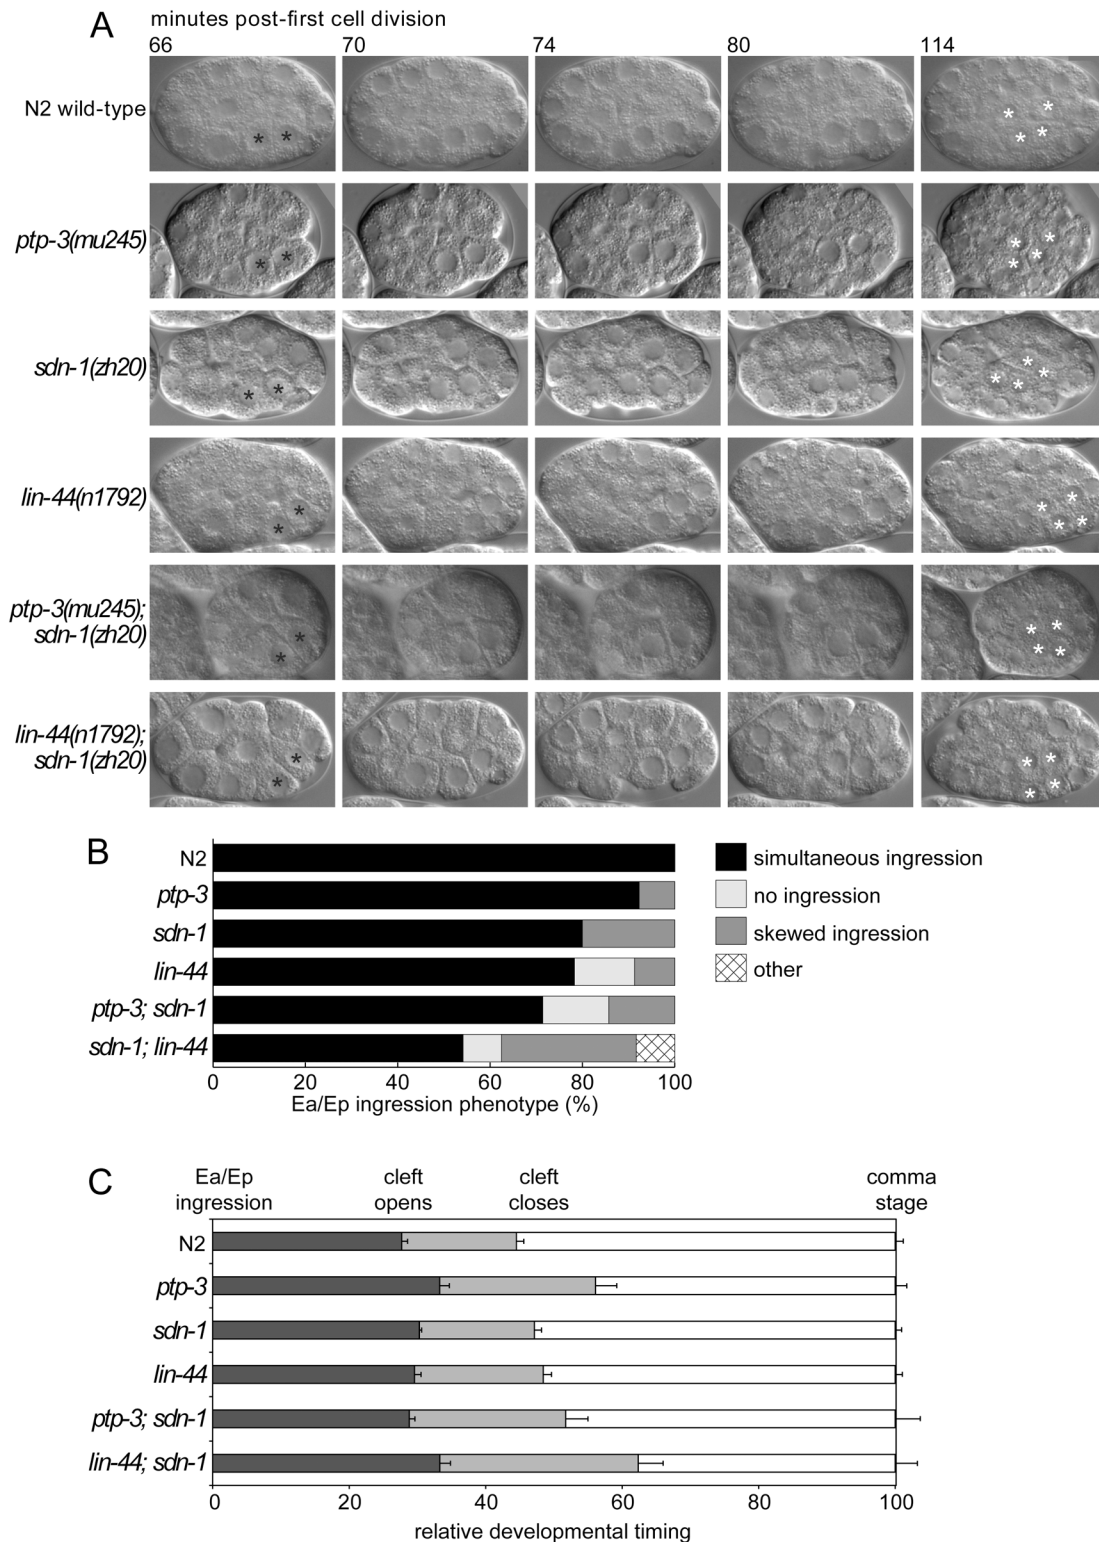 A
minutes post-first cell division
66 70 74 80 114
N2 wild-type
* * * * * *
ptp-3(mu245)
* * * * * *
sdn-1(zh20)
* * * * * *
lin-44(n1792)
* * * * * *
ptp-3(mu245);
sdn-1(zh20)
* * * * * *
lin-44(n1792);
sdn-1(zh20)
* * * * * *
B
N2
ptp-3
sdn-1
lin-44
ptp-3; sdn-1
sdn-1; lin-44
0 20 40 60 80 100
Ea/Ep ingression phenotype (%)
simultaneous ingression
no ingression
skewed ingression
other
C
Ea/Ep
ingression
cleft
opens
cleft
closes
comma
stage
N2
ptp-3
sdn-1
lin-44
ptp-3; sdn-1
lin-44; sdn-1
0 20 40 60 80 100
relative developmental timing